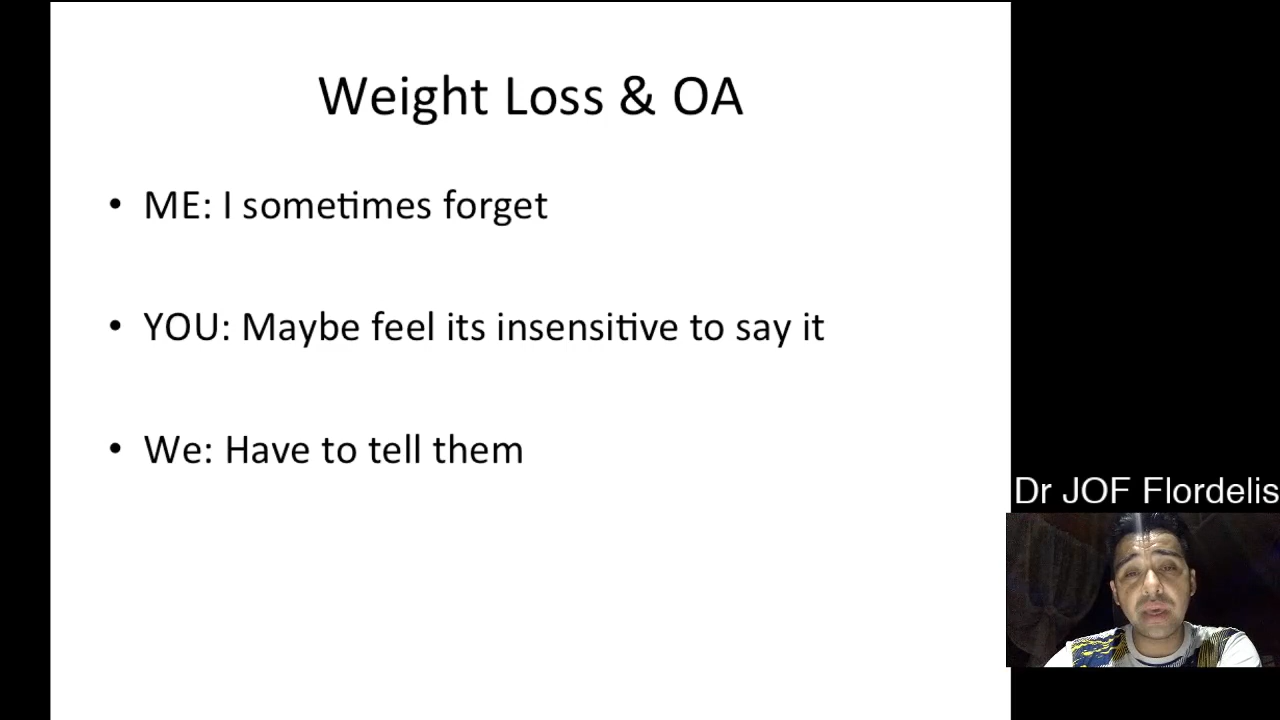 Weight Loss & OA
• ME: I sometimes forget
• YOU: Maybe feel its insensitive to say it
• We: Have to tell them
Dr JOF Flordelis